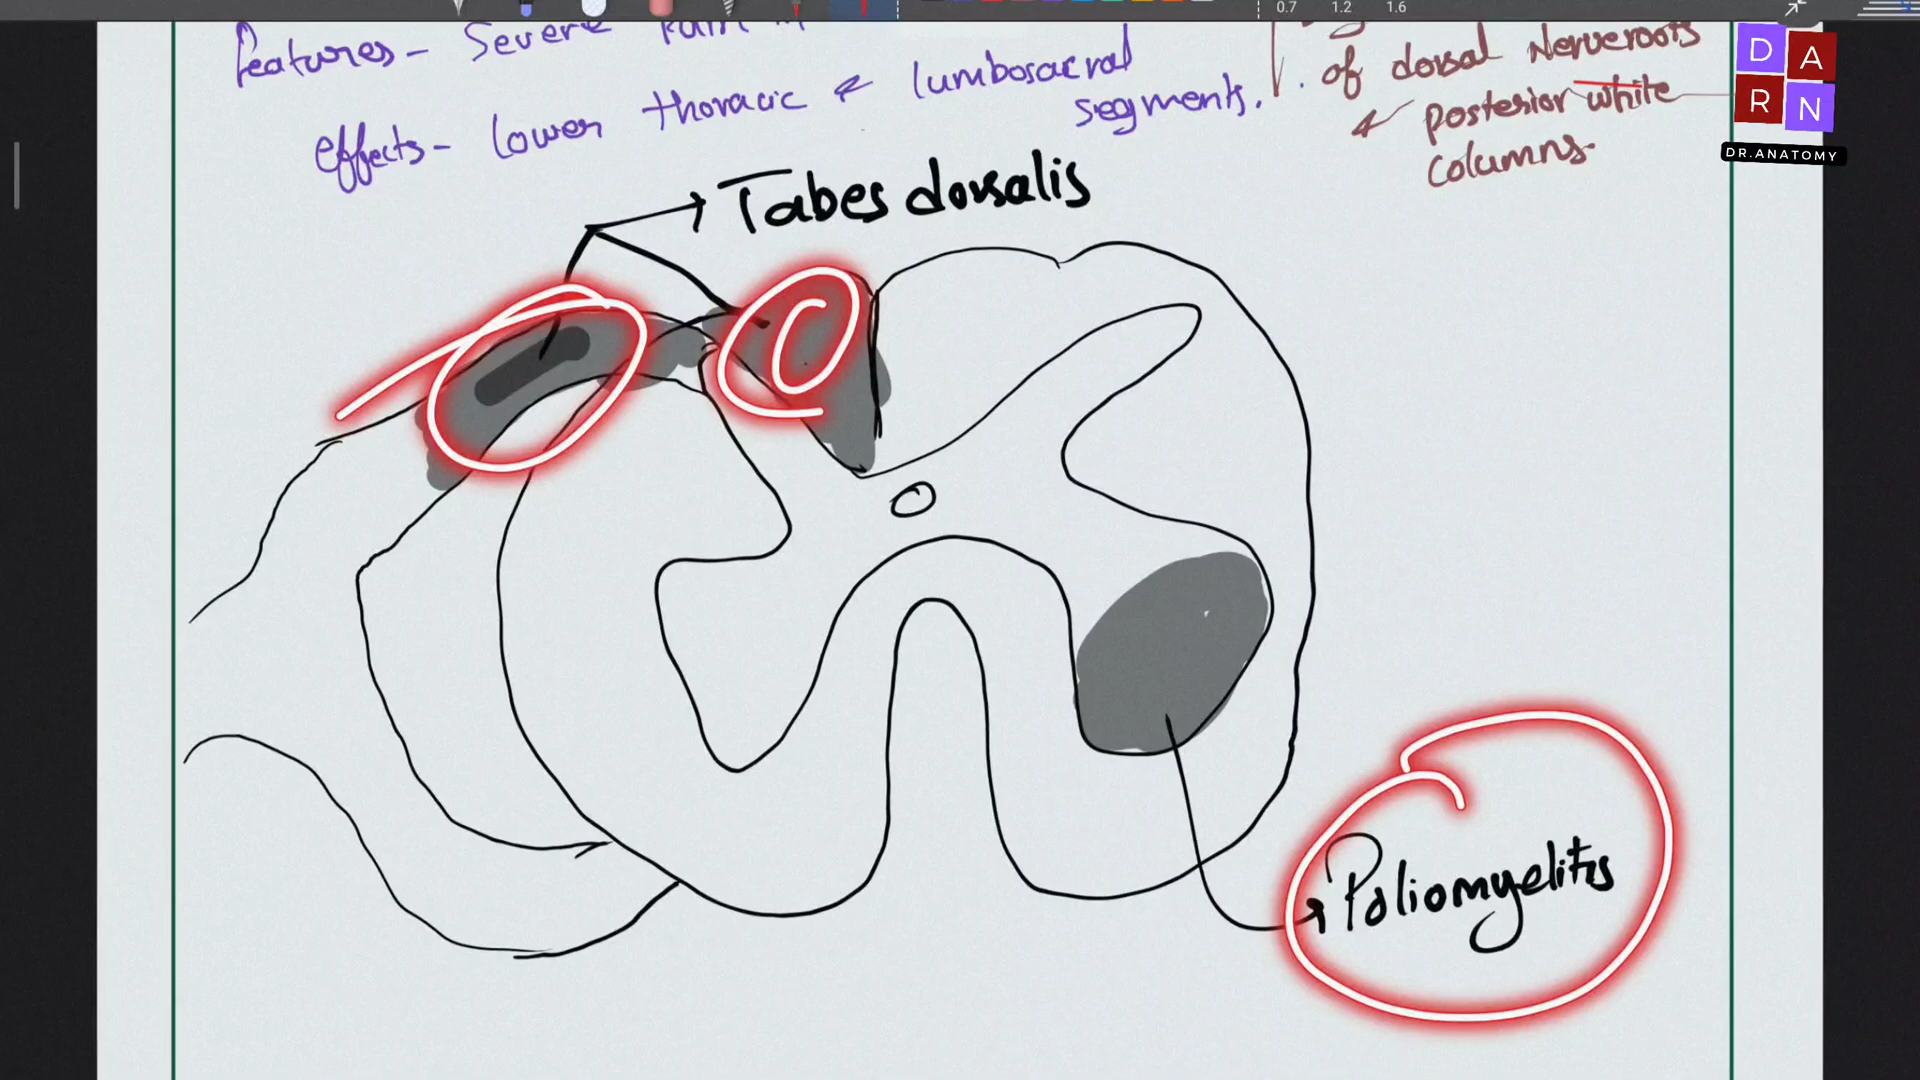 0.7 1.2 1.6
features - Severe Pain
effects - lower thoracic & lumbosacral
segments.
of dorsal Nerveroots
& posterior white
columns.
D A
R N
DR.ANATOMY
Tabes dorsalis
Poliomyelitis